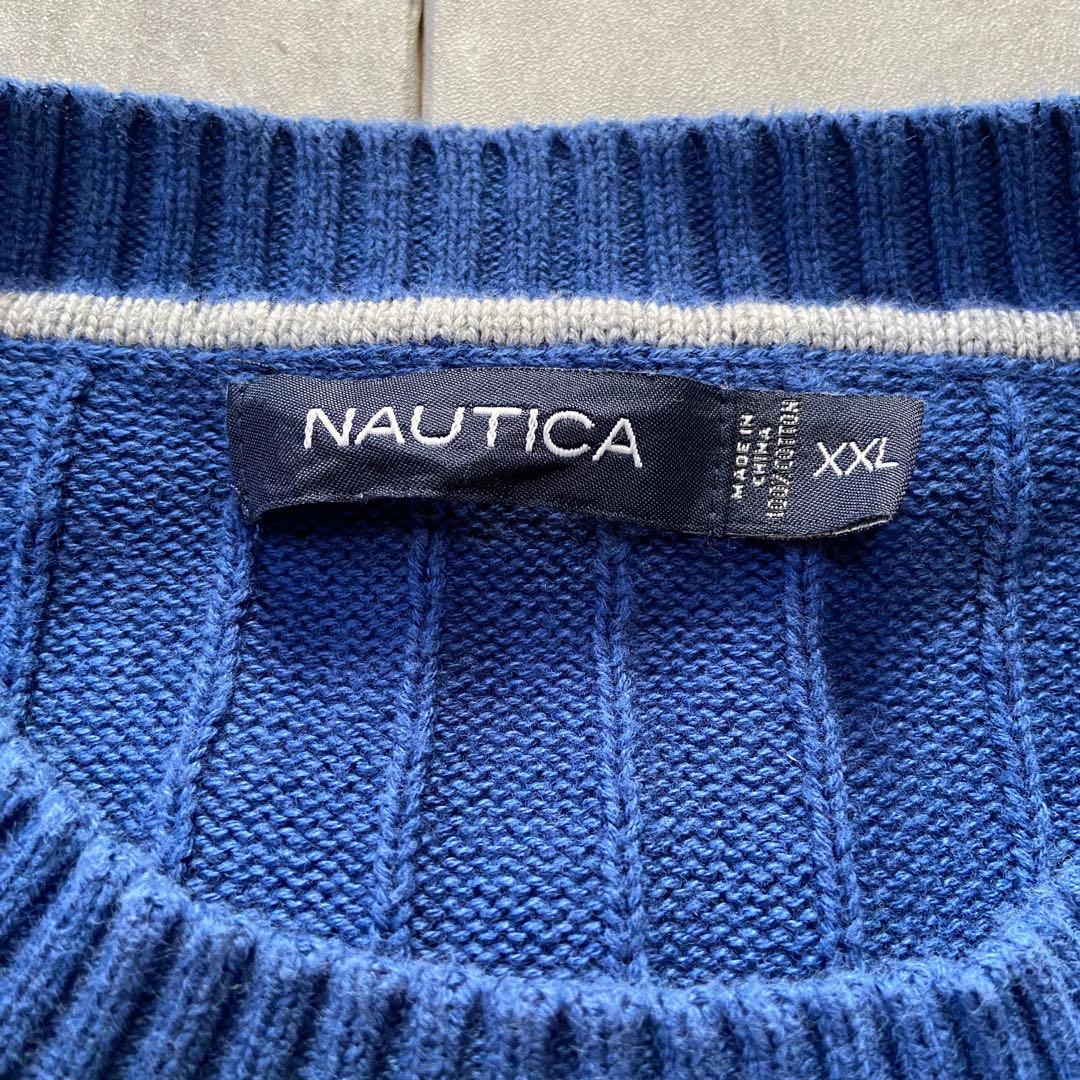 NAUTICA
MADE IN
CHINA
100% COTTON
XXL